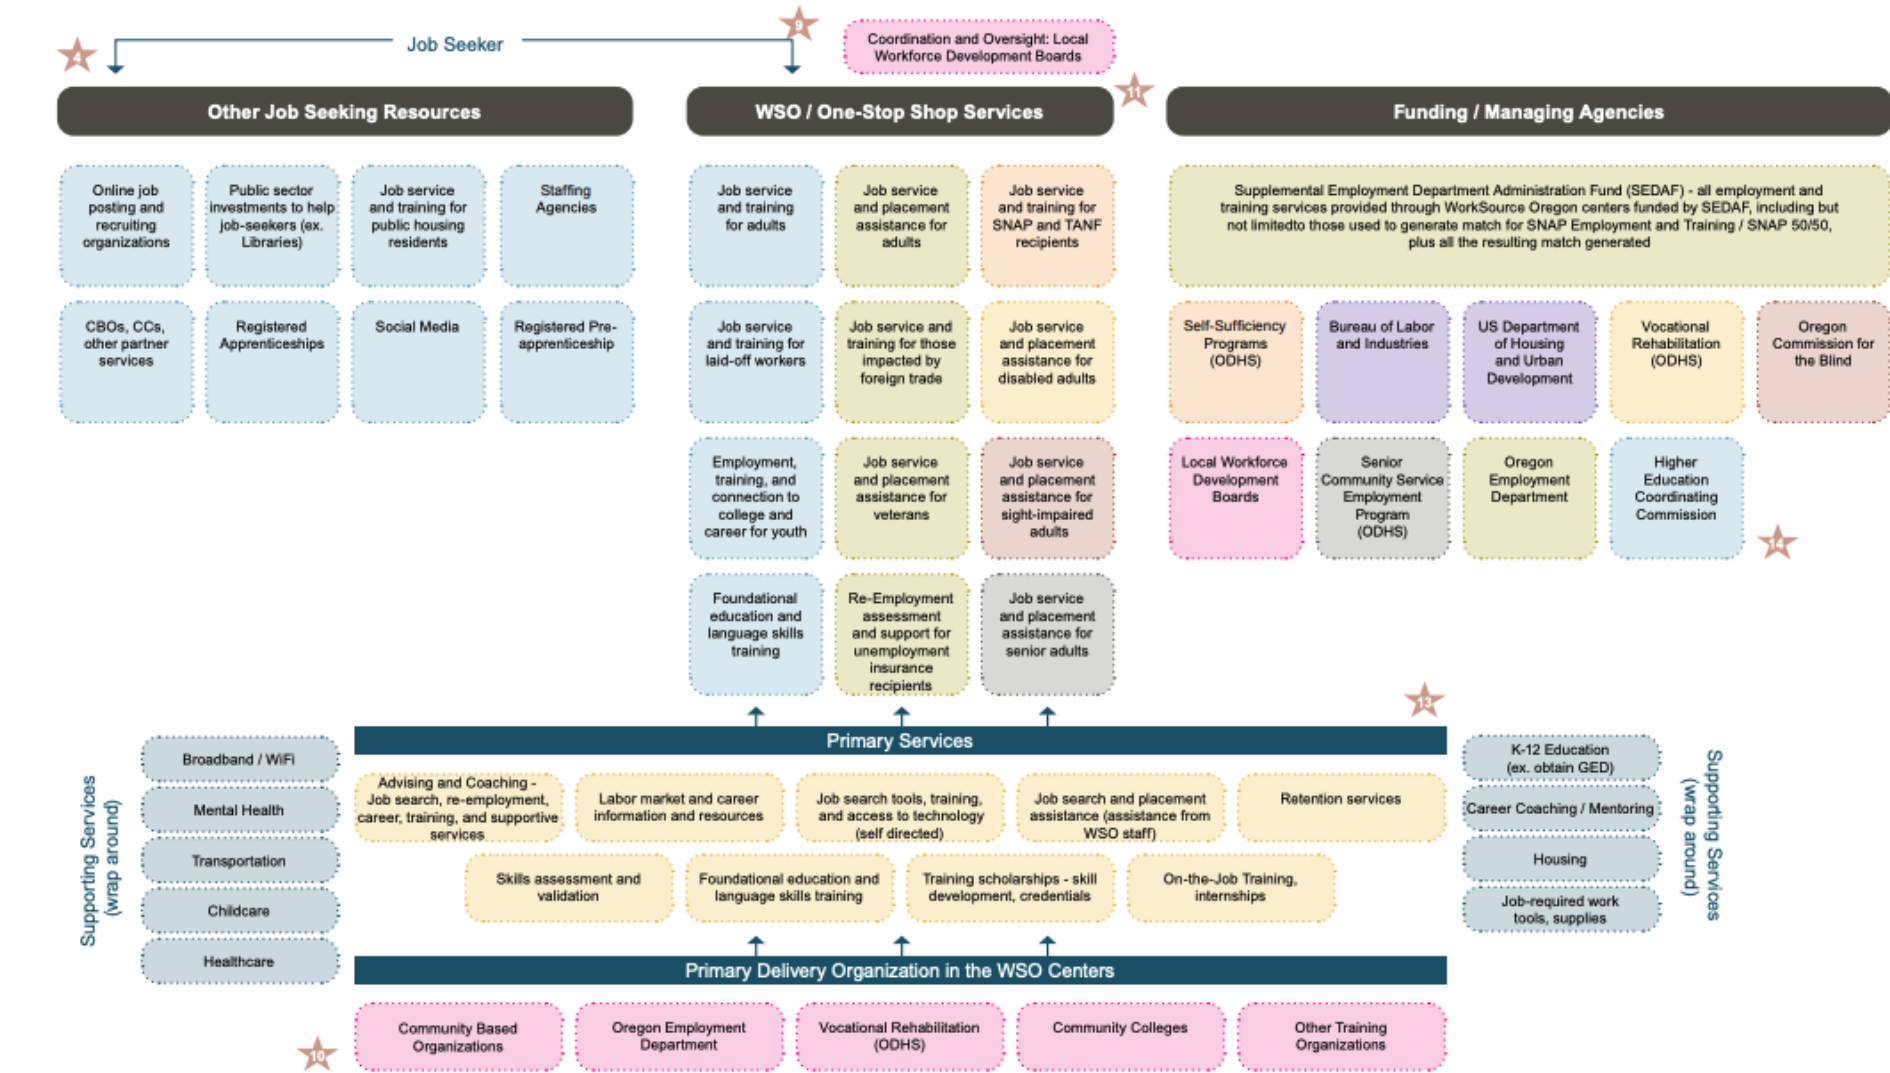 4
Job Seeker
9
Coordination and Oversight: Local
Workforce Development Boards
Other Job Seeking Resources
WSO / One-Stop Shop Services
11
Funding / Managing Agencies
Online job
posting and
recruiting
organizations
Public sector
investments to help
job-seekers (ex.
Libraries)
Job service
and training for
public housing
residents
Staffing
Agencies
CBOs, CCs,
other partner
services
Registered
Apprenticeships
Social Media
Registered Pre-
apprenticeship
Job service
and training
for adults
Job service
and placement
assistance for
adults
Job service
and training for
SNAP and TANF
recipients
Job service
and training for
laid-off workers
Job service and
training for those
impacted by
foreign trade
Job service
and placement
assistance for
disabled adults
Employment,
training, and
connection to
college and
career for youth
Job service
and placement
assistance for
veterans
Job service
and placement
assistance for
sight-impaired
adults
Foundational
education and
language skills
training
Re-Employment
assessment
and support for
unemployment
insurance
recipients
Job service
and placement
assistance for
senior adults
Supplemental Employment Department Administration Fund (SEDAF) - all employment and
training services provided through WorkSource Oregon centers funded by SEDAF, including but
not limitedto those used to generate match for SNAP Employment and Training / SNAP 50/50,
plus all the resulting match generated
Self-Sufficiency
Programs
(ODHS)
Bureau of Labor
and Industries
US Department
of Housing
and Urban
Development
Vocational
Rehabilitation
(ODHS)
Oregon
Commission for
the Blind
Local Workforce
Development
Boards
Senior
Community Service
Employment
Program
(ODHS)
Oregon
Employment
Department
Higher
Education
Coordinating
Commission
14
13
Primary Services
Supporting Services
(wrap around)
Broadband / WiFi
Mental Health
Transportation
Childcare
Healthcare
Advising and Coaching -
Job search, re-employment,
career, training, and supportive
services
Labor market and career
information and resources
Job search tools, training,
and access to technology
(self directed)
Job search and placement
assistance (assistance from
WSO staff)
Retention services
Skills assessment and
validation
Foundational education and
language skills training
Training scholarships - skill
development, credentials
On-the-Job Training,
internships
K-12 Education
(ex. obtain GED)
Career Coaching / Mentoring
Housing
Job-required work
tools, supplies
Supporting Services
(wrap around)
Primary Delivery Organization in the WSO Centers
10
Community Based
Organizations
Oregon Employment
Department
Vocational Rehabilitation
(ODHS)
Community Colleges
Other Training
Organizations